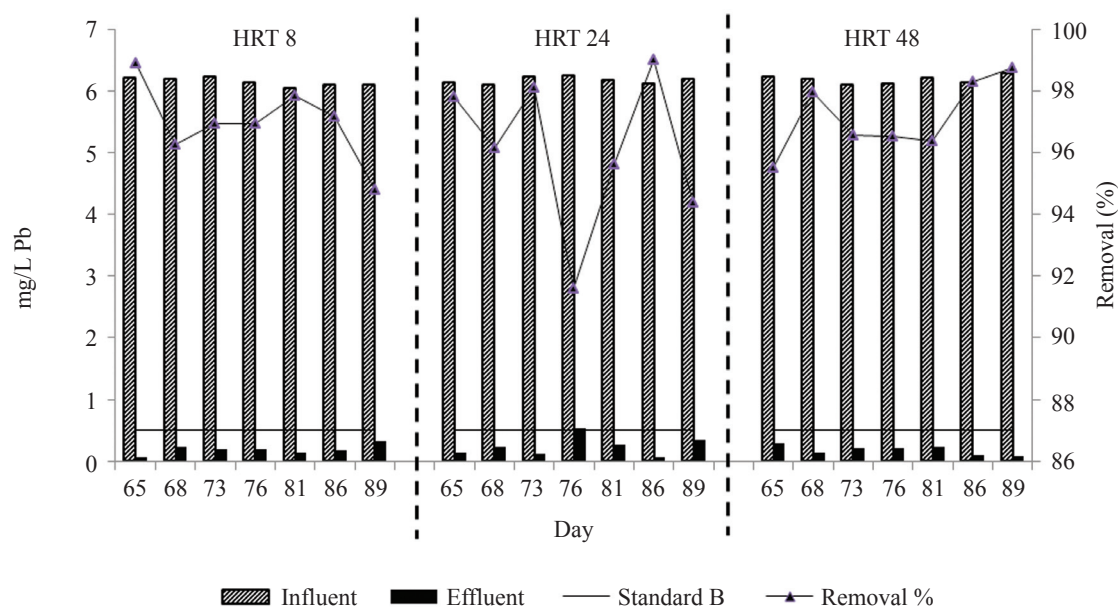 HRT 8 HRT 24 HRT 48
7 100
6 98
5 96
4 94
3 92
2 90
1 88
0 86
mg/L Pb
Removal (%)
65 68 73 76 81 86 89 65 68 73 76 81 86 89 65 68 73 76 81 86 89
Day
Influent Effluent Standard B Removal %